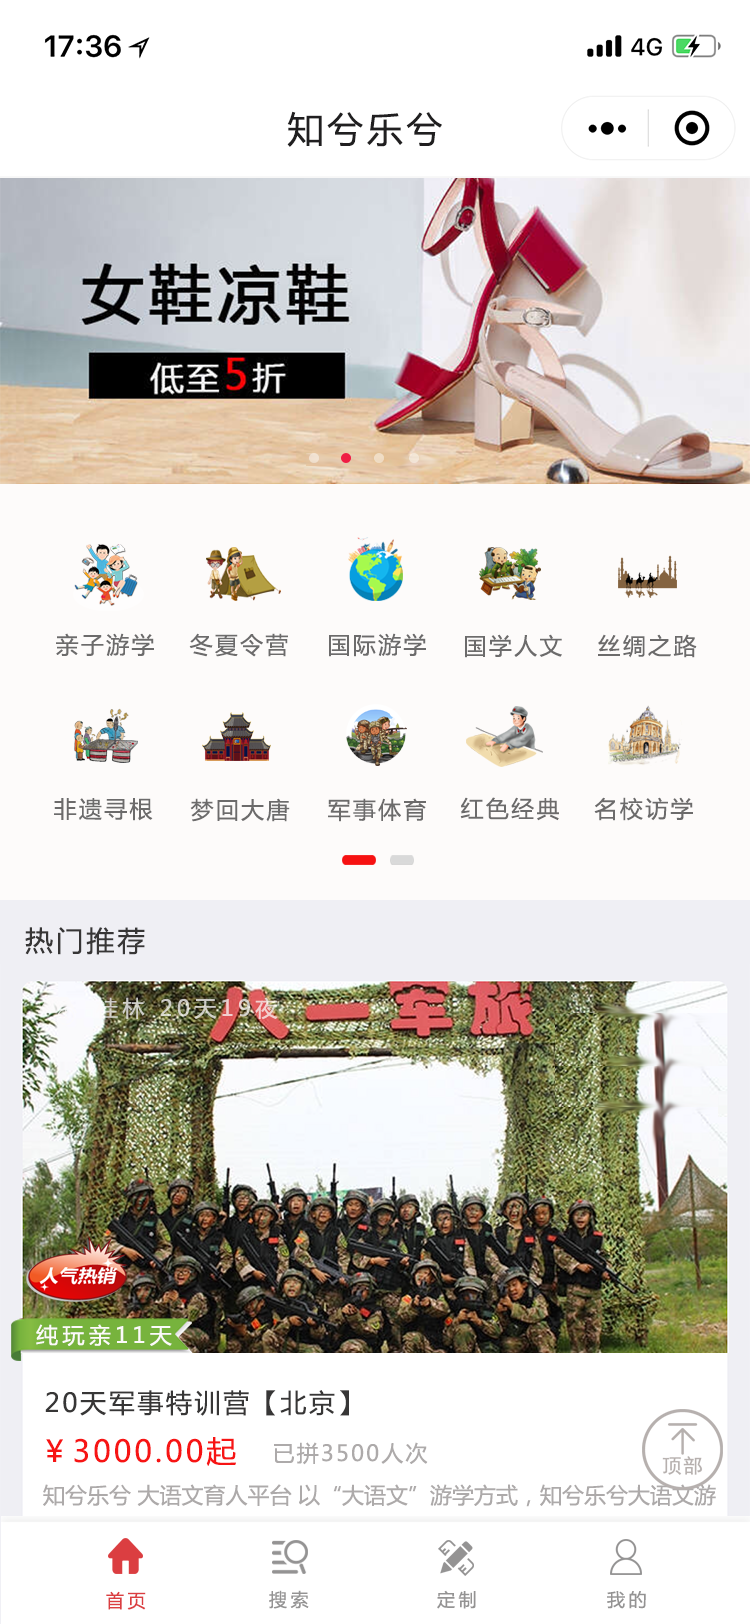 17:36
4G
知兮乐兮
女鞋凉鞋
低至5折
亲子游学
冬夏令营
国际游学
国学人文
丝绸之路
非遗寻根
梦回大唐
军事体育
红色经典
名校访学
热门推荐
桂林 20天19夜
八一军旅
人气热销
纯玩亲11天
20天军事特训营【北京】
¥ 3000.00起 已拼3500人次
顶部
知兮乐兮 大语文育人平台 以“大语文”游学方式，知兮乐兮大语文游
首页
搜索
定制
我的